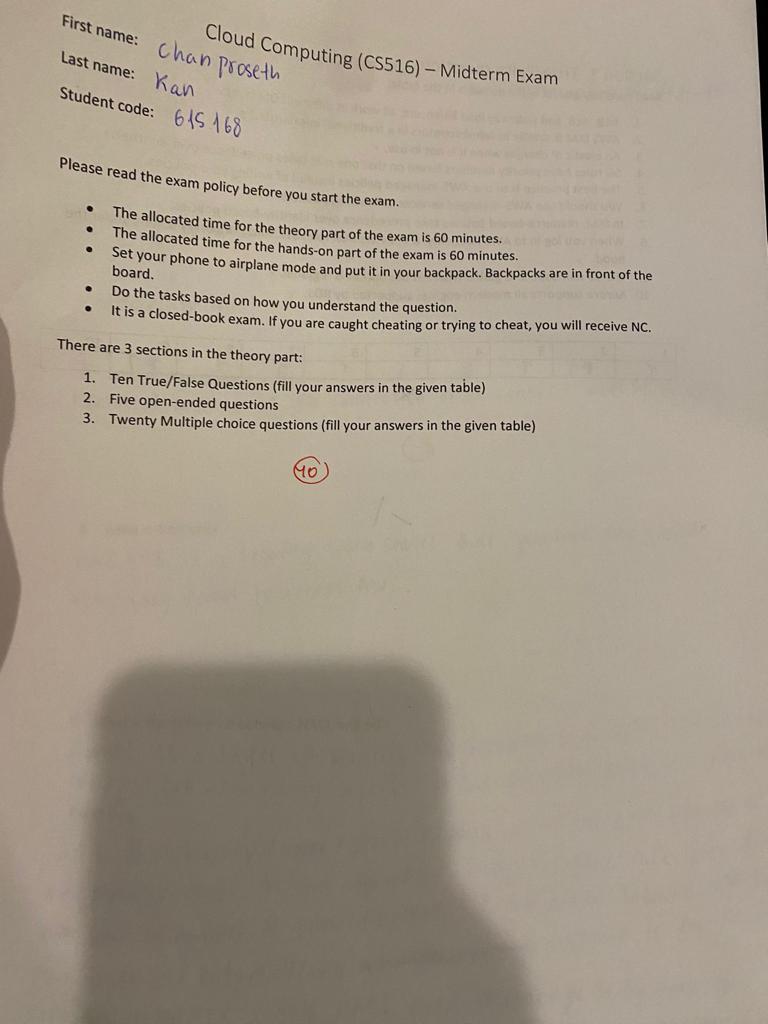 Cloud Computing (CS516) – Midterm Exam
First name: Chanproseth
Last name: Kan
Student code: 615168
Please read the exam policy before you start the exam.
• The allocated time for the theory part of the exam is 60 minutes.
• The allocated time for the hands-on part of the exam is 60 minutes.
• Set your phone to airplane mode and put it in your backpack. Backpacks are in front of the
board.
• Do the tasks based on how you understand the question.
• It is a closed-book exam. If you are caught cheating or trying to cheat, you will receive NC.
There are 3 sections in the theory part:
1. Ten True/False Questions (fill your answers in the given table)
2. Five open-ended questions
3. Twenty Multiple choice questions (fill your answers in the given table)
40